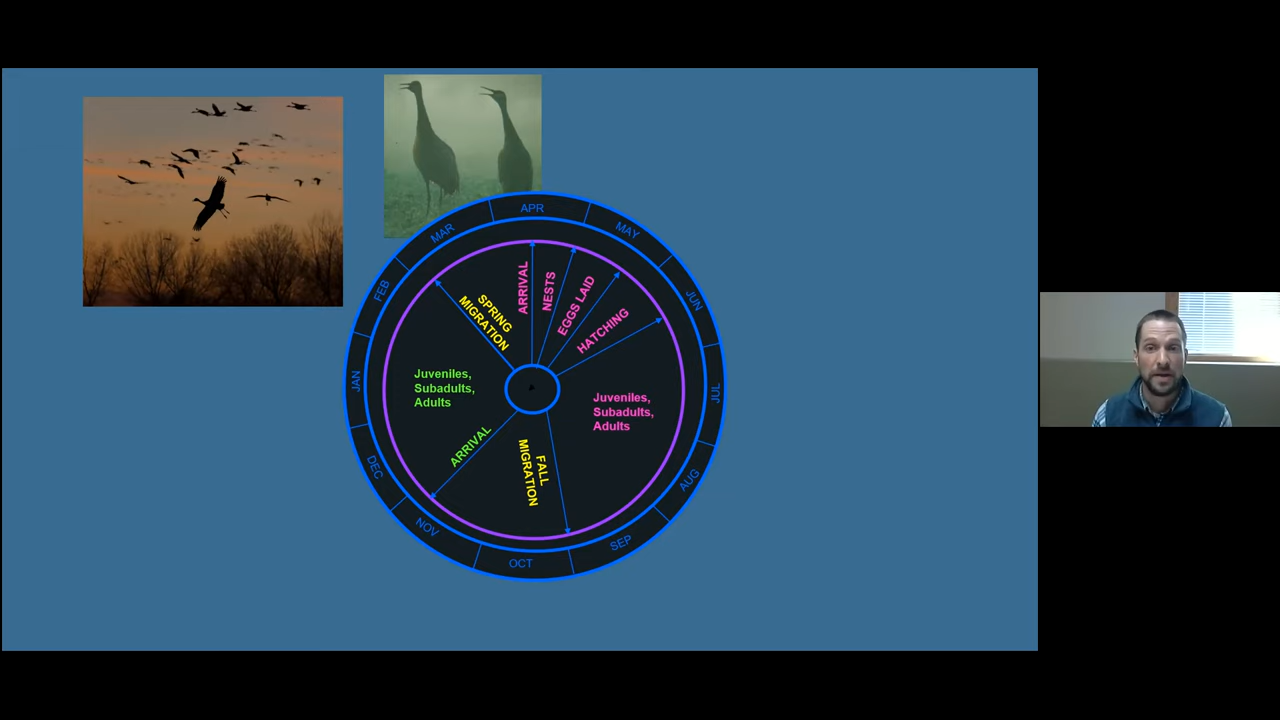 APR
MAY
JUN
JUL
AUG
SEP
OCT
NOV
DEC
JAN
FEB
MAR
SPRING
MIGRATION
ARRIVAL
NESTS
EGGS LAID
HATCHING
Juveniles,
Subadults,
Adults
FALL
MIGRATION
ARRIVAL
Juveniles,
Subadults,
Adults